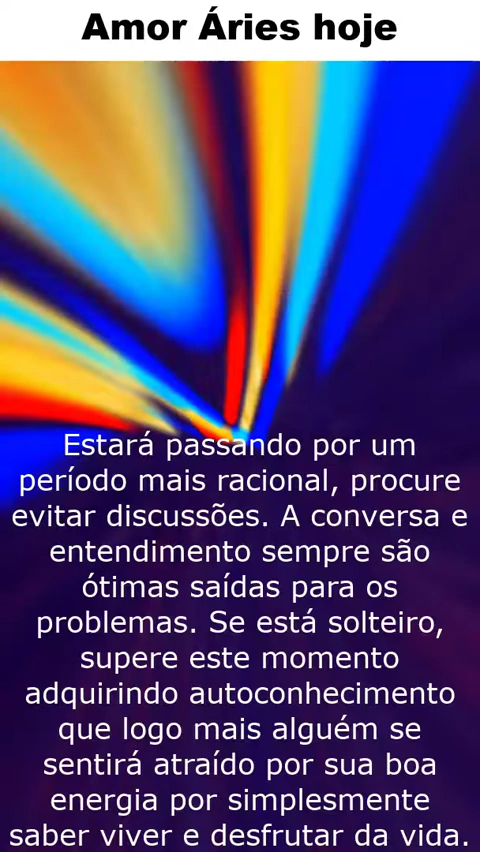 Amor Áries hoje
Estará passando por um
período mais racional, procure
evitar discussões. A conversa e
entendimento sempre são
ótimas saídas para os
problemas. Se está solteiro,
supere este momento
adquirindo autoconhecimento
que logo mais alguém se
sentirá atraído por sua boa
energia por simplesmente
saber viver e desfrutar da vida.